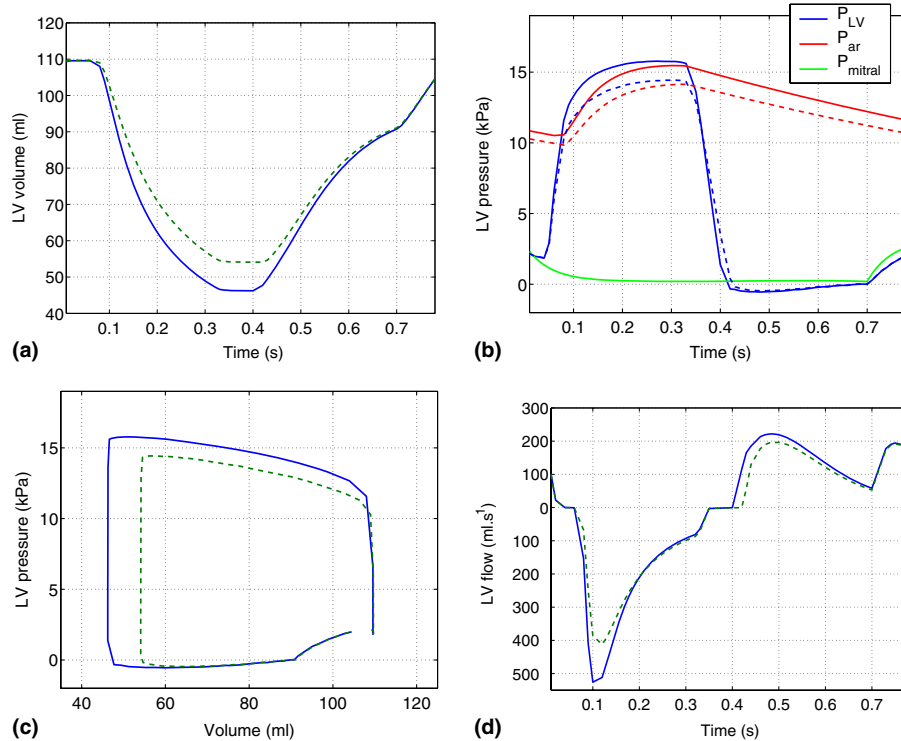 120
110
100
90
80
70
60
50
40
LV volume (ml)
0.1 0.2 0.3 0.4 0.5 0.6 0.7
Time (s)
(a)
P_LV
P_ar
P_mitral
15
10
5
0
LV pressure (kPa)
0.1 0.2 0.3 0.4 0.5 0.6 0.7
Time (s)
(b)
15
10
5
0
LV pressure (kPa)
40 60 80 100 120
Volume (ml)
(c)
300
200
100
0
100
200
300
400
500
LV flow (ml.s¹)
0.1 0.2 0.3 0.4 0.5 0.6 0.7
Time (s)
(d)